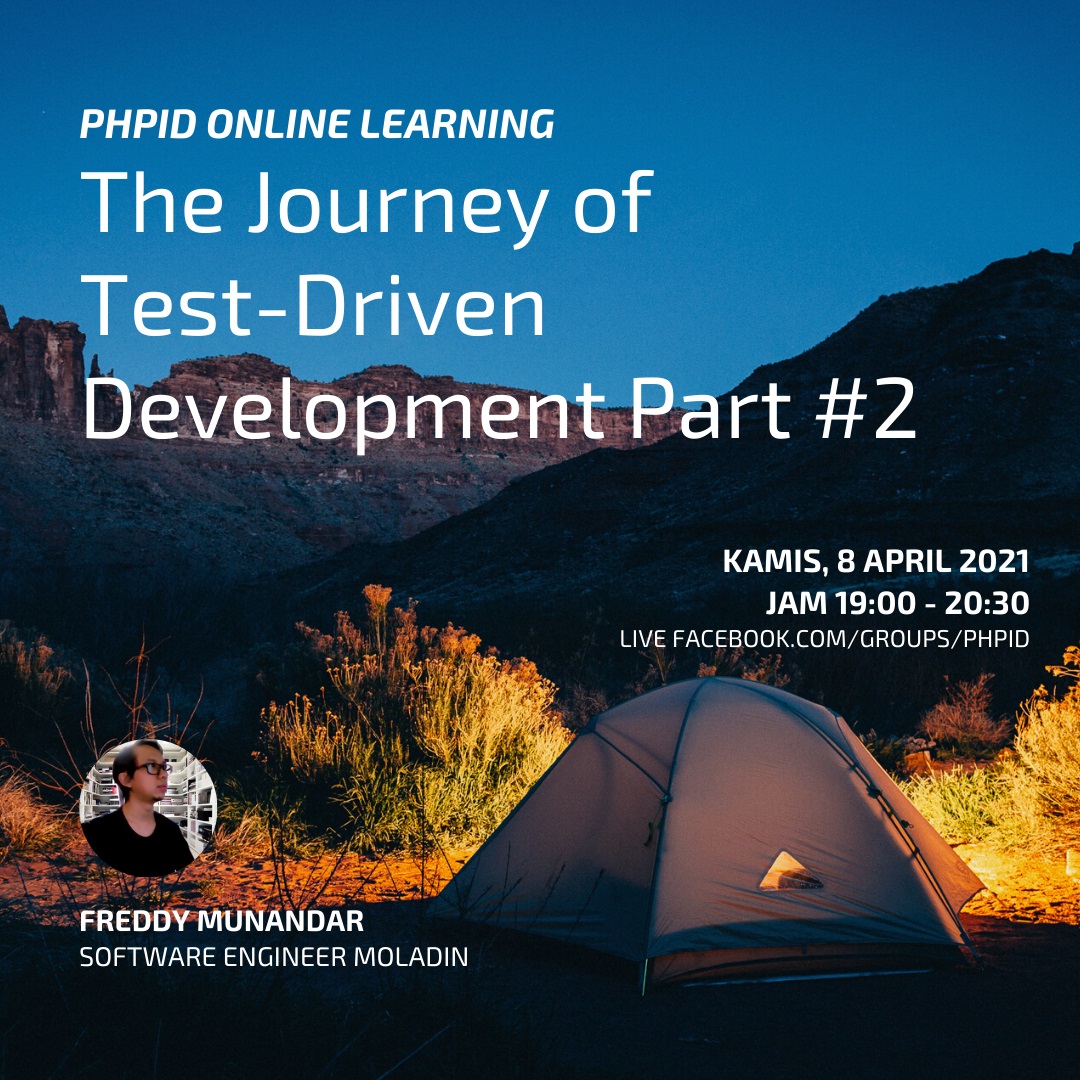 PHPID ONLINE LEARNING
The Journey of
Test-Driven
Development Part #2
KAMIS, 8 APRIL 2021
JAM 19:00 - 20:30
LIVE FACEBOOK.COM/GROUPS/PHPID
FREDDY MUNANDAR
SOFTWARE ENGINEER MOLADIN